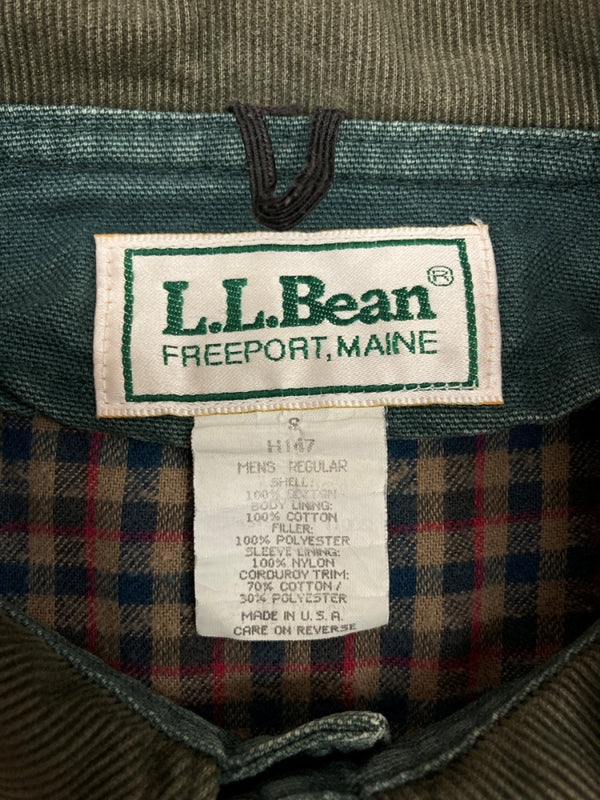 L.L.Bean®
FREEPORT, MAINE
S
H147
MENS REGULAR
SHELL:
100% COTTON
BODY LINING:
100% COTTON
FILLER:
100% POLYESTER
SLEEVE LINING:
100% NYLON
CORDUROY TRIM:
70% COTTON/
30% POLYESTER
MADE IN U.S.A.
CARE ON REVERSE